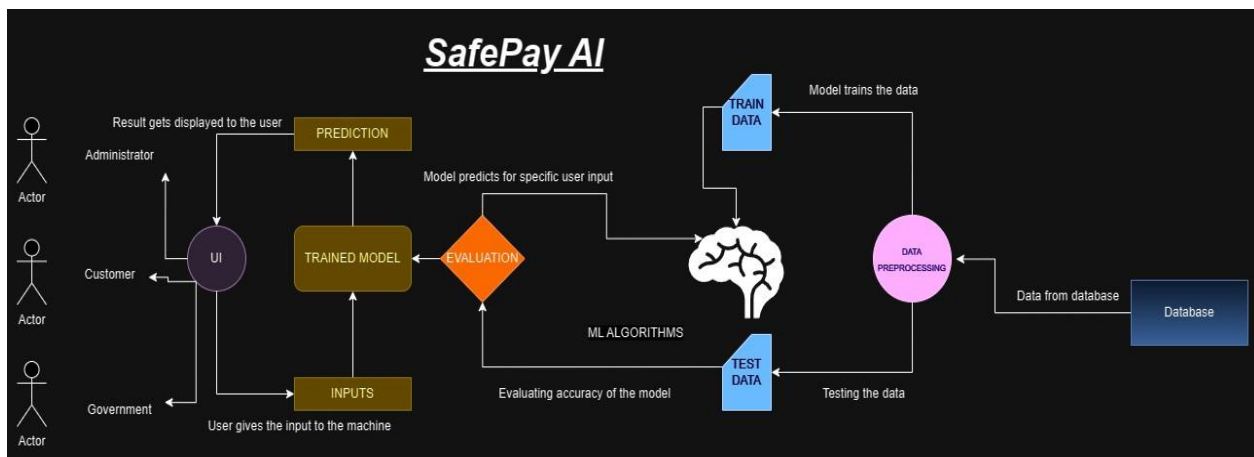 SafePay AI
Model trains the data
TRAIN
DATA
Result gets displayed to the user
PREDICTION
Administrator
Actor
Model predicts for specific user input
UI
TRAINED MODEL
EVALUATION
DATA
PREPROCESSING
Customer
Data from database
Database
Actor
ML ALGORITHMS
TEST
DATA
INPUTS
Evaluating accuracy of the model
Testing the data
Government
User gives the input to the machine
Actor